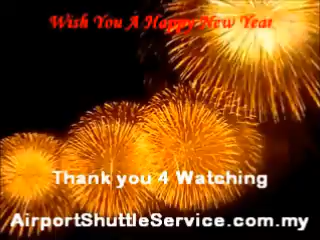 Wish You A Happy New Year
Thank you 4 Watching
AirportShuttleService.com.my